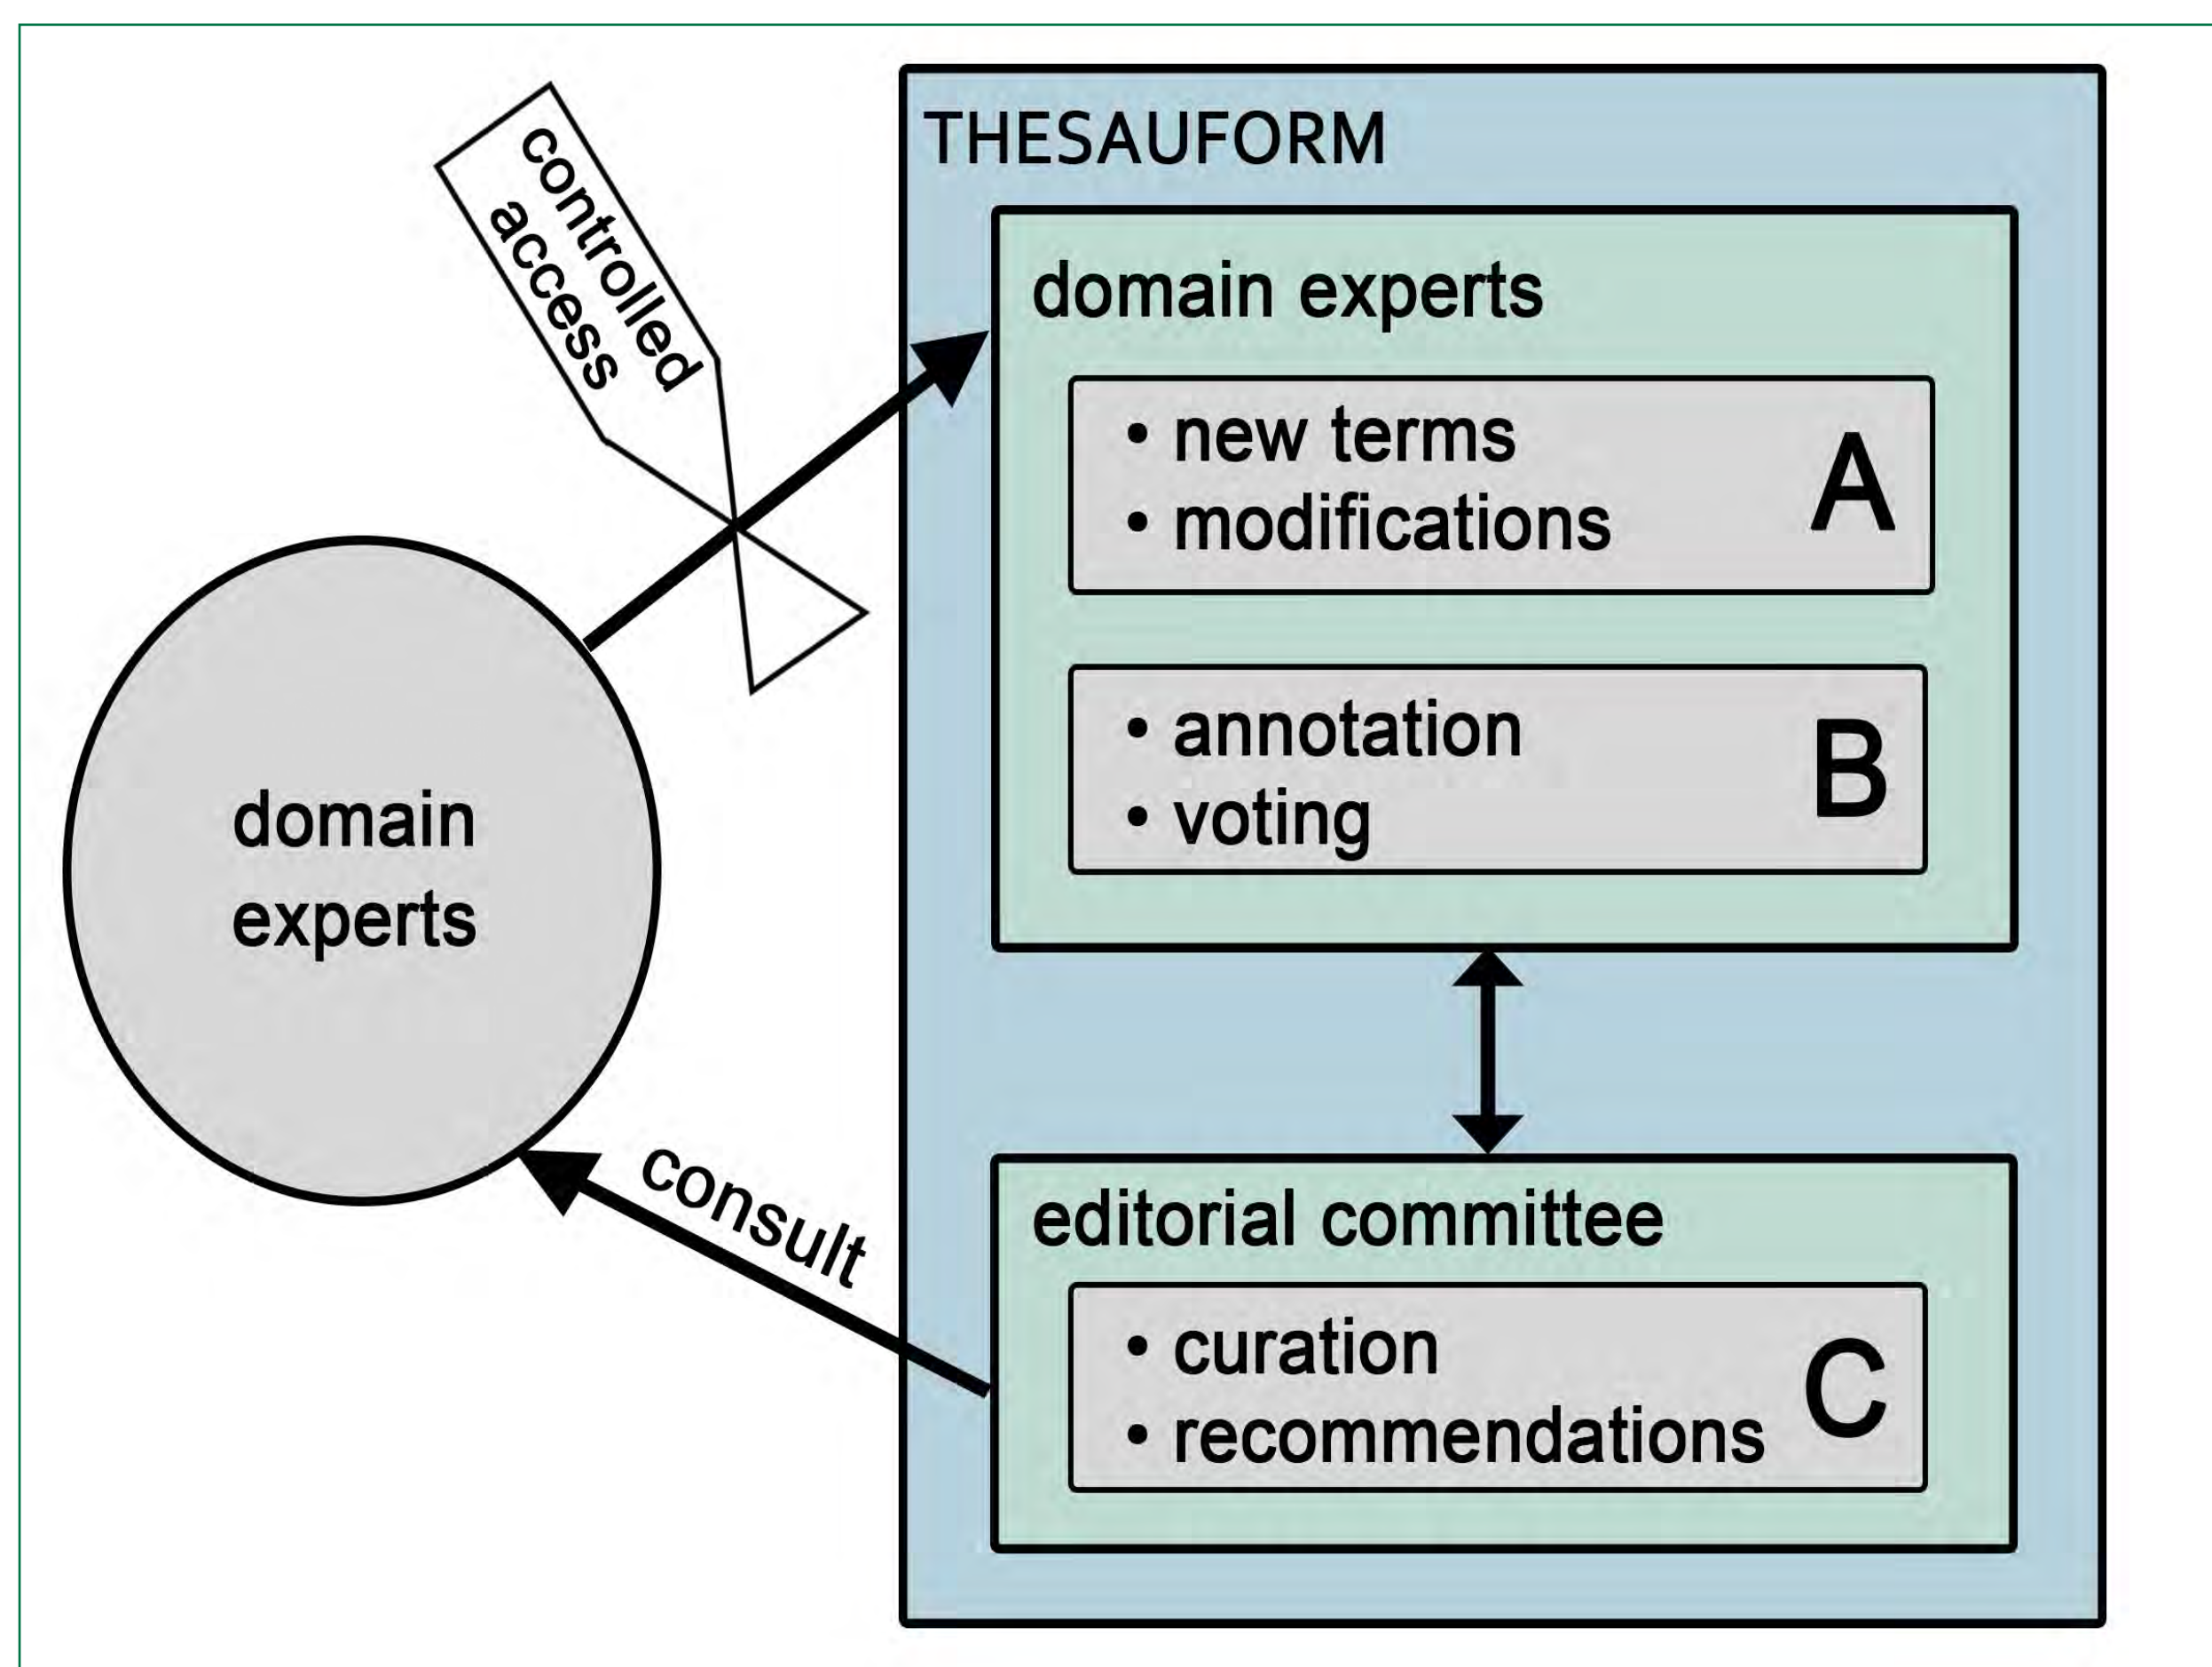 controlled
access
THESAUFORM
domain experts
• new terms
• modifications
A
• annotation
• voting
B
domain
experts
consult
editorial committee
• curation
• recommendations
C